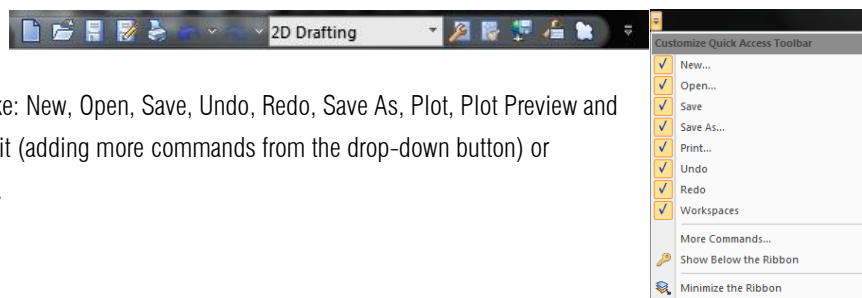 2D Drafting
xe: New, Open, Save, Undo, Redo, Save As, Plot, Plot Preview and
it (adding more commands from the drop-down button) or
.
Customize Quick Access Toolbar
New...
Open...
Save
Save As...
Print...
Undo
Redo
Workspaces
More Commands...
Show Below the Ribbon
Minimize the Ribbon